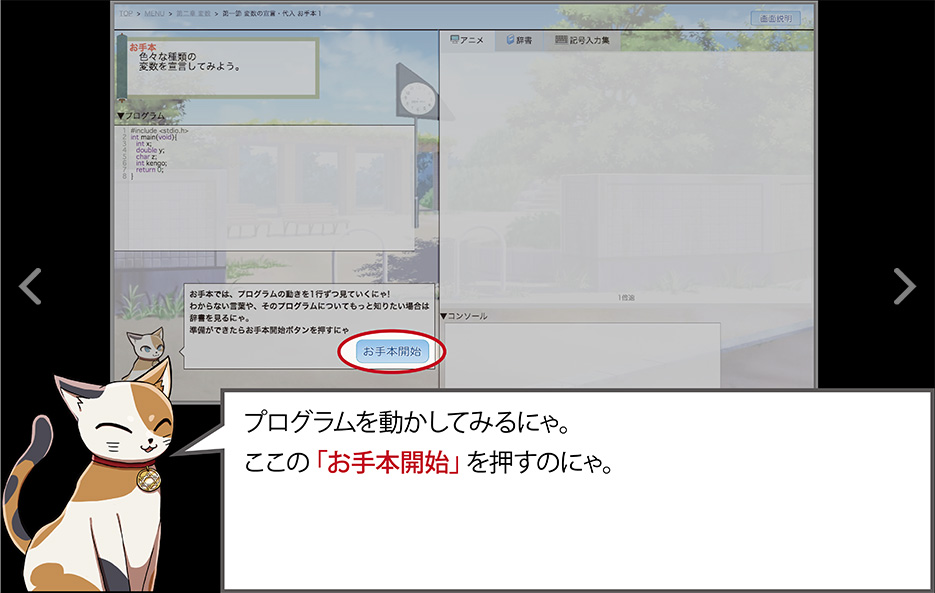 TOP > MENU > 第二章 変数 > 第一節 変数の宣言・代入 お手本1
画面説明
お手本
色々な種類の
変数を宣言してみよう。
アニメ
辞書
記号入力集
▼プログラム
1 #include <stdio.h>
2 int main(void){
3 int x;
4 double y;
5 char z;
6 int kengo;
7 return 0;
8 }
お手本では、プログラムの動きを1行ずつ見ていくにゃ!
わからない言葉や、そのプログラムについてもっと知りたい場合は
辞書を見るにゃ。
準備ができたらお手本開始ボタンを押すにゃ
お手本開始
1倍速
▼コンソール
プログラムを動かしてみるにゃ。
ここの「お手本開始」を押すのにゃ。